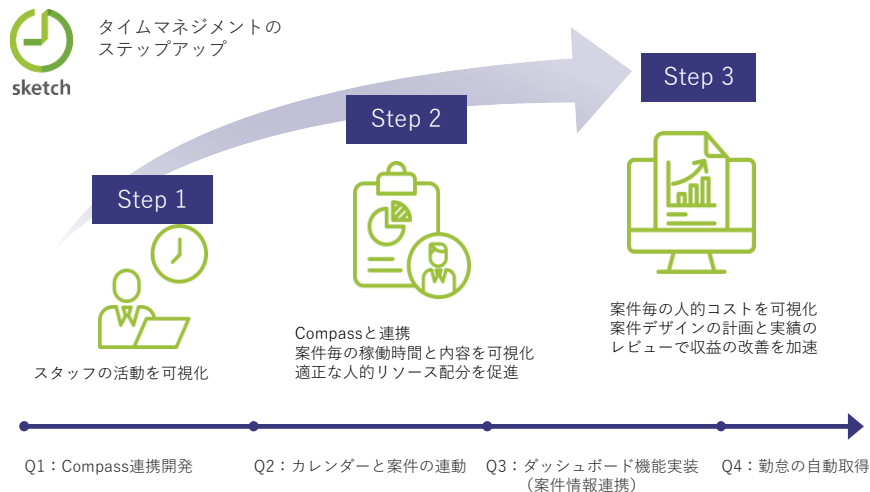 タイムマネジメントの
ステップアップ
sketch
Step 1
Step 2
Step 3
スタッフの活動を可視化
Compassと連携
案件毎の稼働時間と内容を可視化
適正な人的リソース配分を促進
案件毎の人的コストを可視化
案件デザインの計画と実績の
レビューで収益の改善を加速
Q1：Compass連携開発
Q2：カレンダーと案件の連動
Q3：ダッシュボード機能実装
（案件情報連携）
Q4：勤怠の自動取得